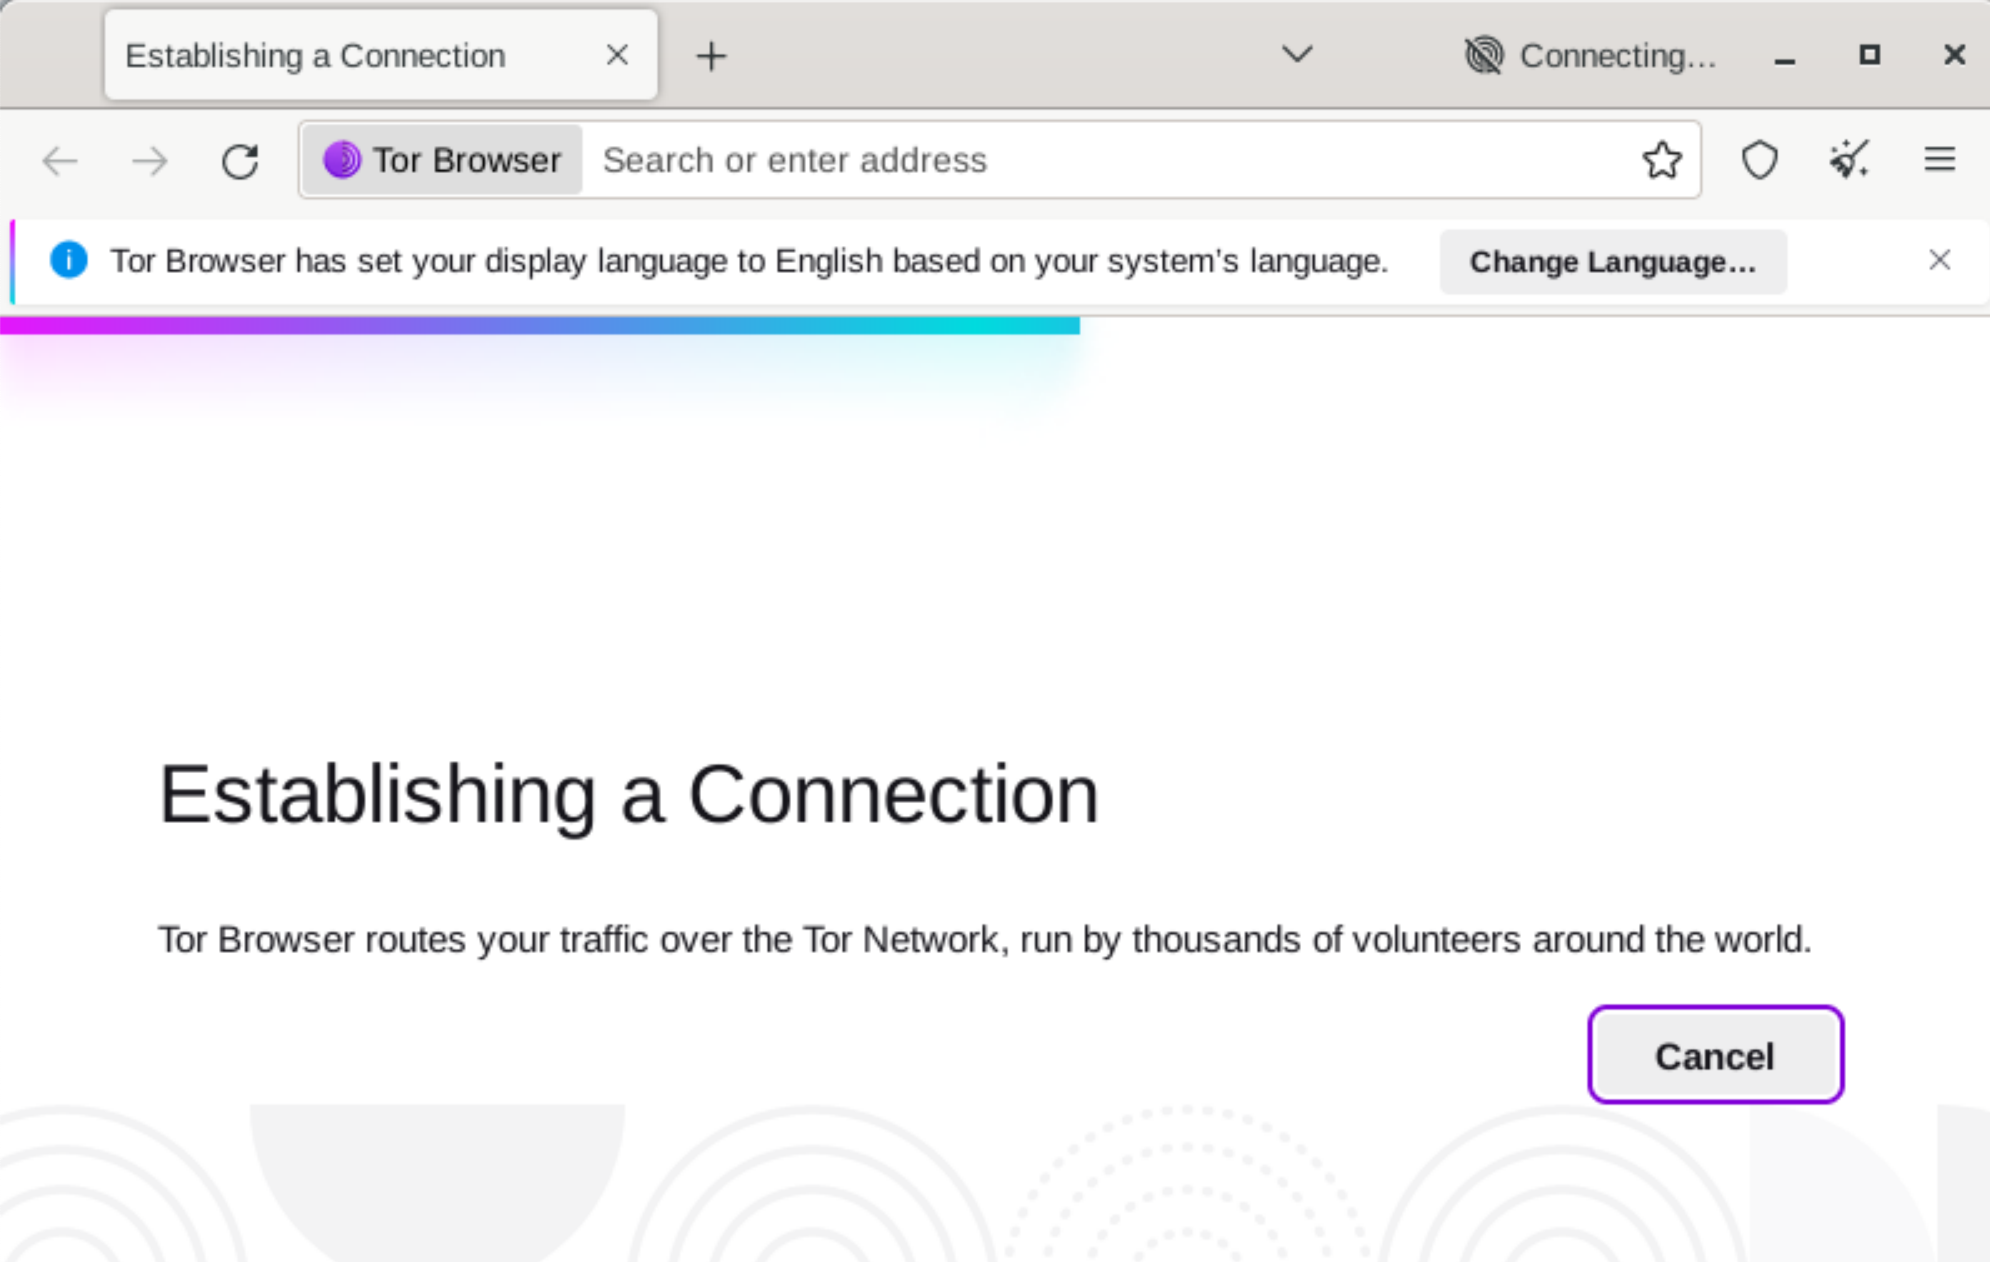 Establishing a Connection
Connecting…
Tor Browser Search or enter address
Tor Browser has set your display language to English based on your system’s language. Change Language…
Establishing a Connection
Tor Browser routes your traffic over the Tor Network, run by thousands of volunteers around the world.
Cancel